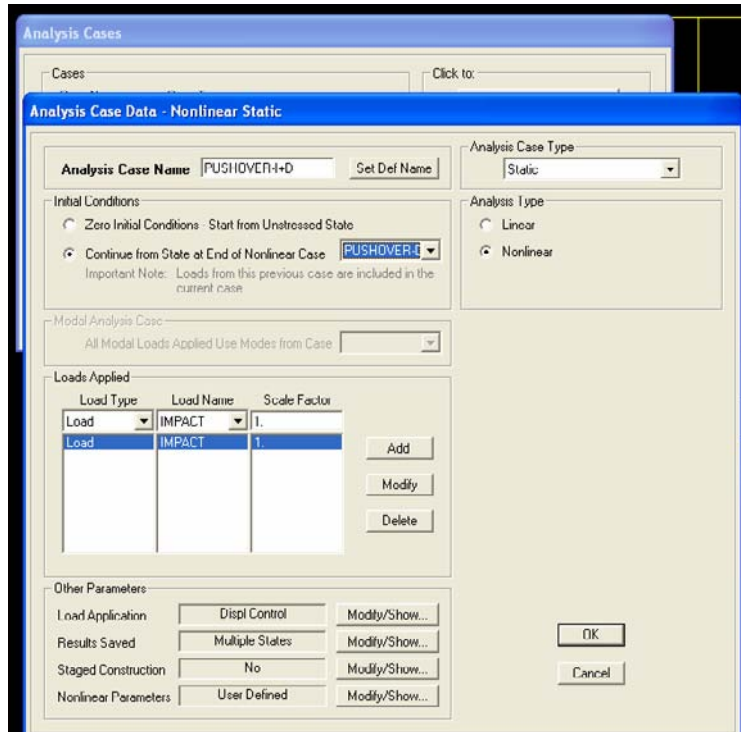 Analysis Cases
Cases
Click to:
Analysis Case Data - Nonlinear Static
Analysis Case Name PUSHOVER-I+D Set Def Name
Analysis Case Type
Static
Initial Conditions
Zero Initial Conditions - Start from Unstressed State
Continue from State at End of Nonlinear Case PUSHOVER-D
Important Note: Loads from this previous case are included in the
current case
Analysis Type
Linear
Nonlinear
Modal Analysis Case
All Modal Loads Applied Use Modes from Case
Loads Applied
Load Type Load Name Scale Factor
Load IMPACT 1.
Load IMPACT 1.
Add
Modify
Delete
Other Parameters
Load Application Displ Control Modify/Show...
Results Saved Multiple States Modify/Show...
Staged Construction No Modify/Show...
Nonlinear Parameters User Defined Modify/Show...
OK
Cancel